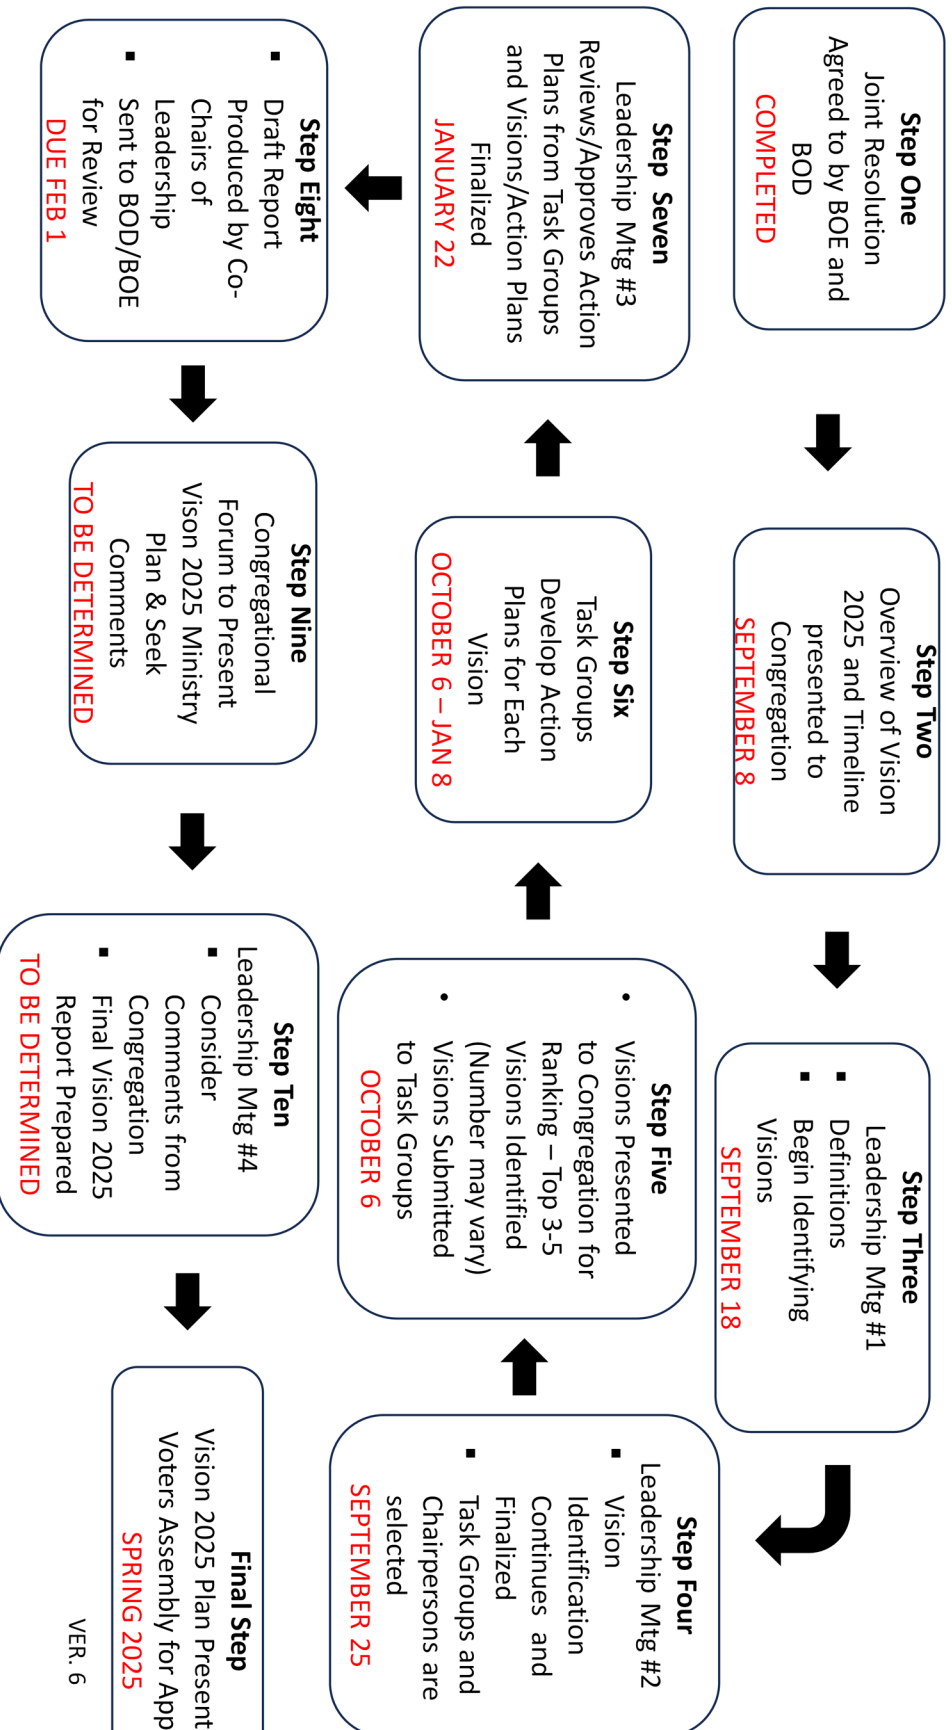 Step One
Joint Resolution
Agreed to by BOE and
BOD
COMPLETED
Step Two
Overview of Vision
2025 and Timeline
presented to
Congregation
SEPTEMBER 8
Step Three
Leadership Mtg #1
▪ Definitions
▪ Begin Identifying
Visions
SEPTEMBER 18
Step Four
Leadership Mtg #2
▪ Vision
Identification
Continues and
Finalized
▪ Task Groups and
Chairpersons are
selected
SEPTEMBER 25
Step Five
• Visions Presented
to Congregation for
Ranking – Top 3-5
Visions Identified
(Number may vary)
• Visions Submitted
to Task Groups
OCTOBER 6
Step Six
Task Groups
Develop Action
Plans for Each
Vision
OCTOBER 6 – JAN 8
Step Seven
Leadership Mtg #3
Reviews/Approves Action
Plans from Task Groups
and Visions/Action Plans
Finalized
JANUARY 22
Step Eight
▪ Draft Report
Produced by Co-
Chairs of
Leadership
▪ Sent to BOD/BOE
for Review
DUE FEB 1
Step Nine
Congregational
Forum to Present
Vison 2025 Ministry
Plan & Seek
Comments
TO BE DETERMINED
Step Ten
Leadership Mtg #4
▪ Consider
Comments from
Congregation
▪ Final Vision 2025
Report Prepared
TO BE DETERMINED
Final Step
Vision 2025 Plan Present
Voters Assembly for App
SPRING 2025
VER. 6